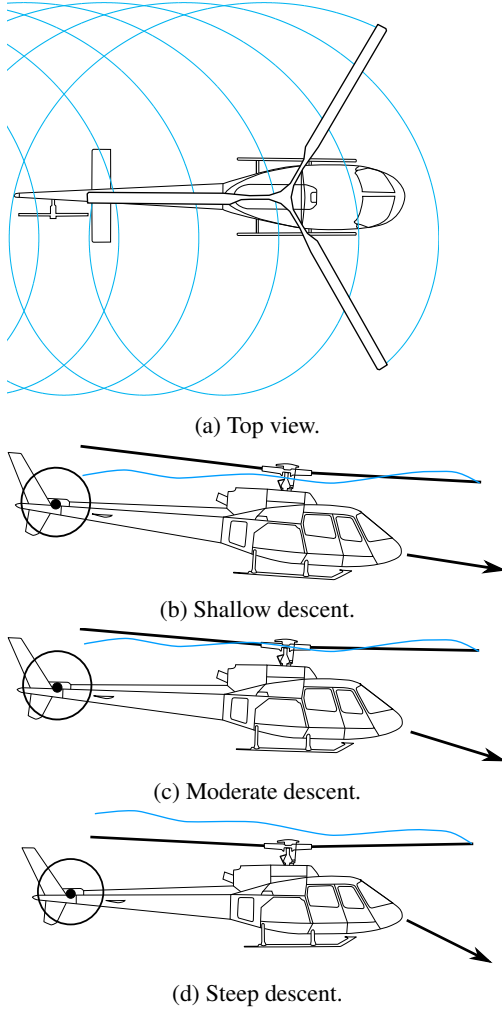 (a) Top view.
(b) Shallow descent.
(c) Moderate descent.
(d) Steep descent.